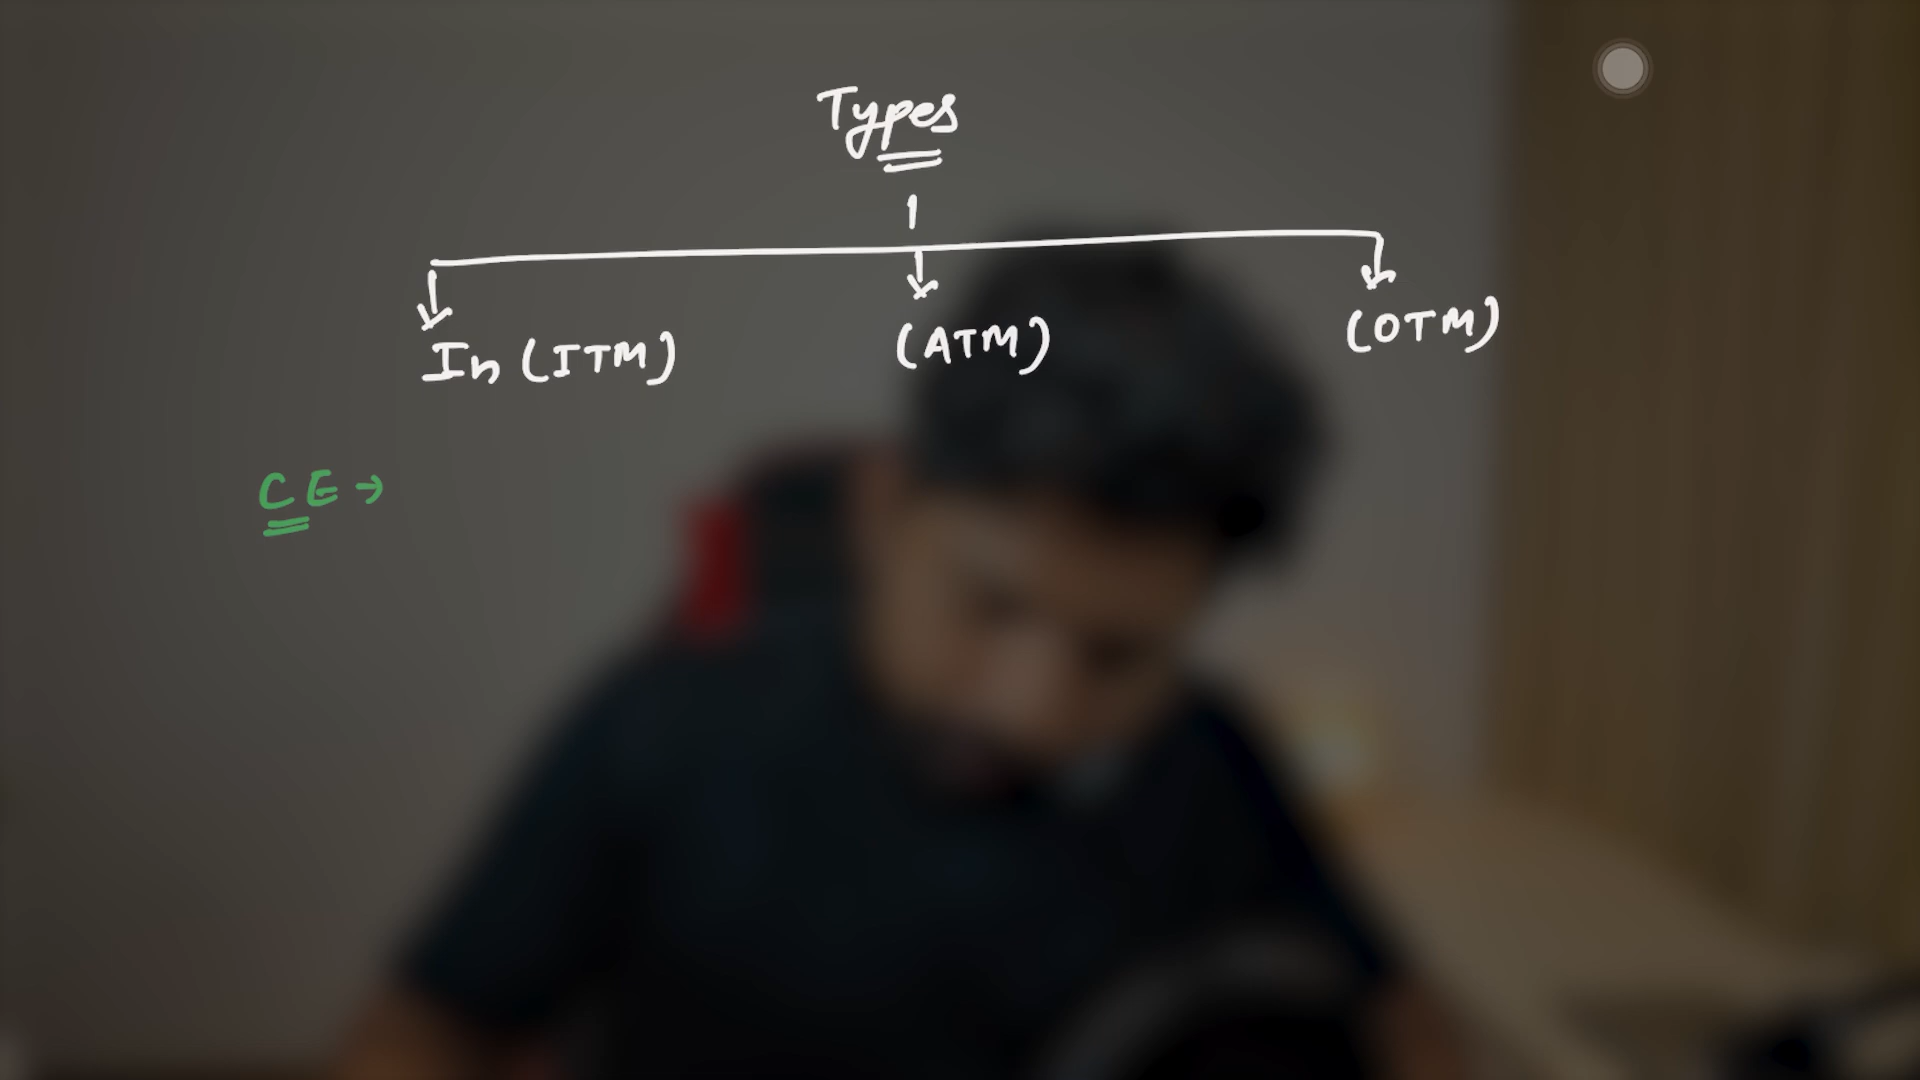 Types
In (ITM) (ATM) (OTM)
CE →